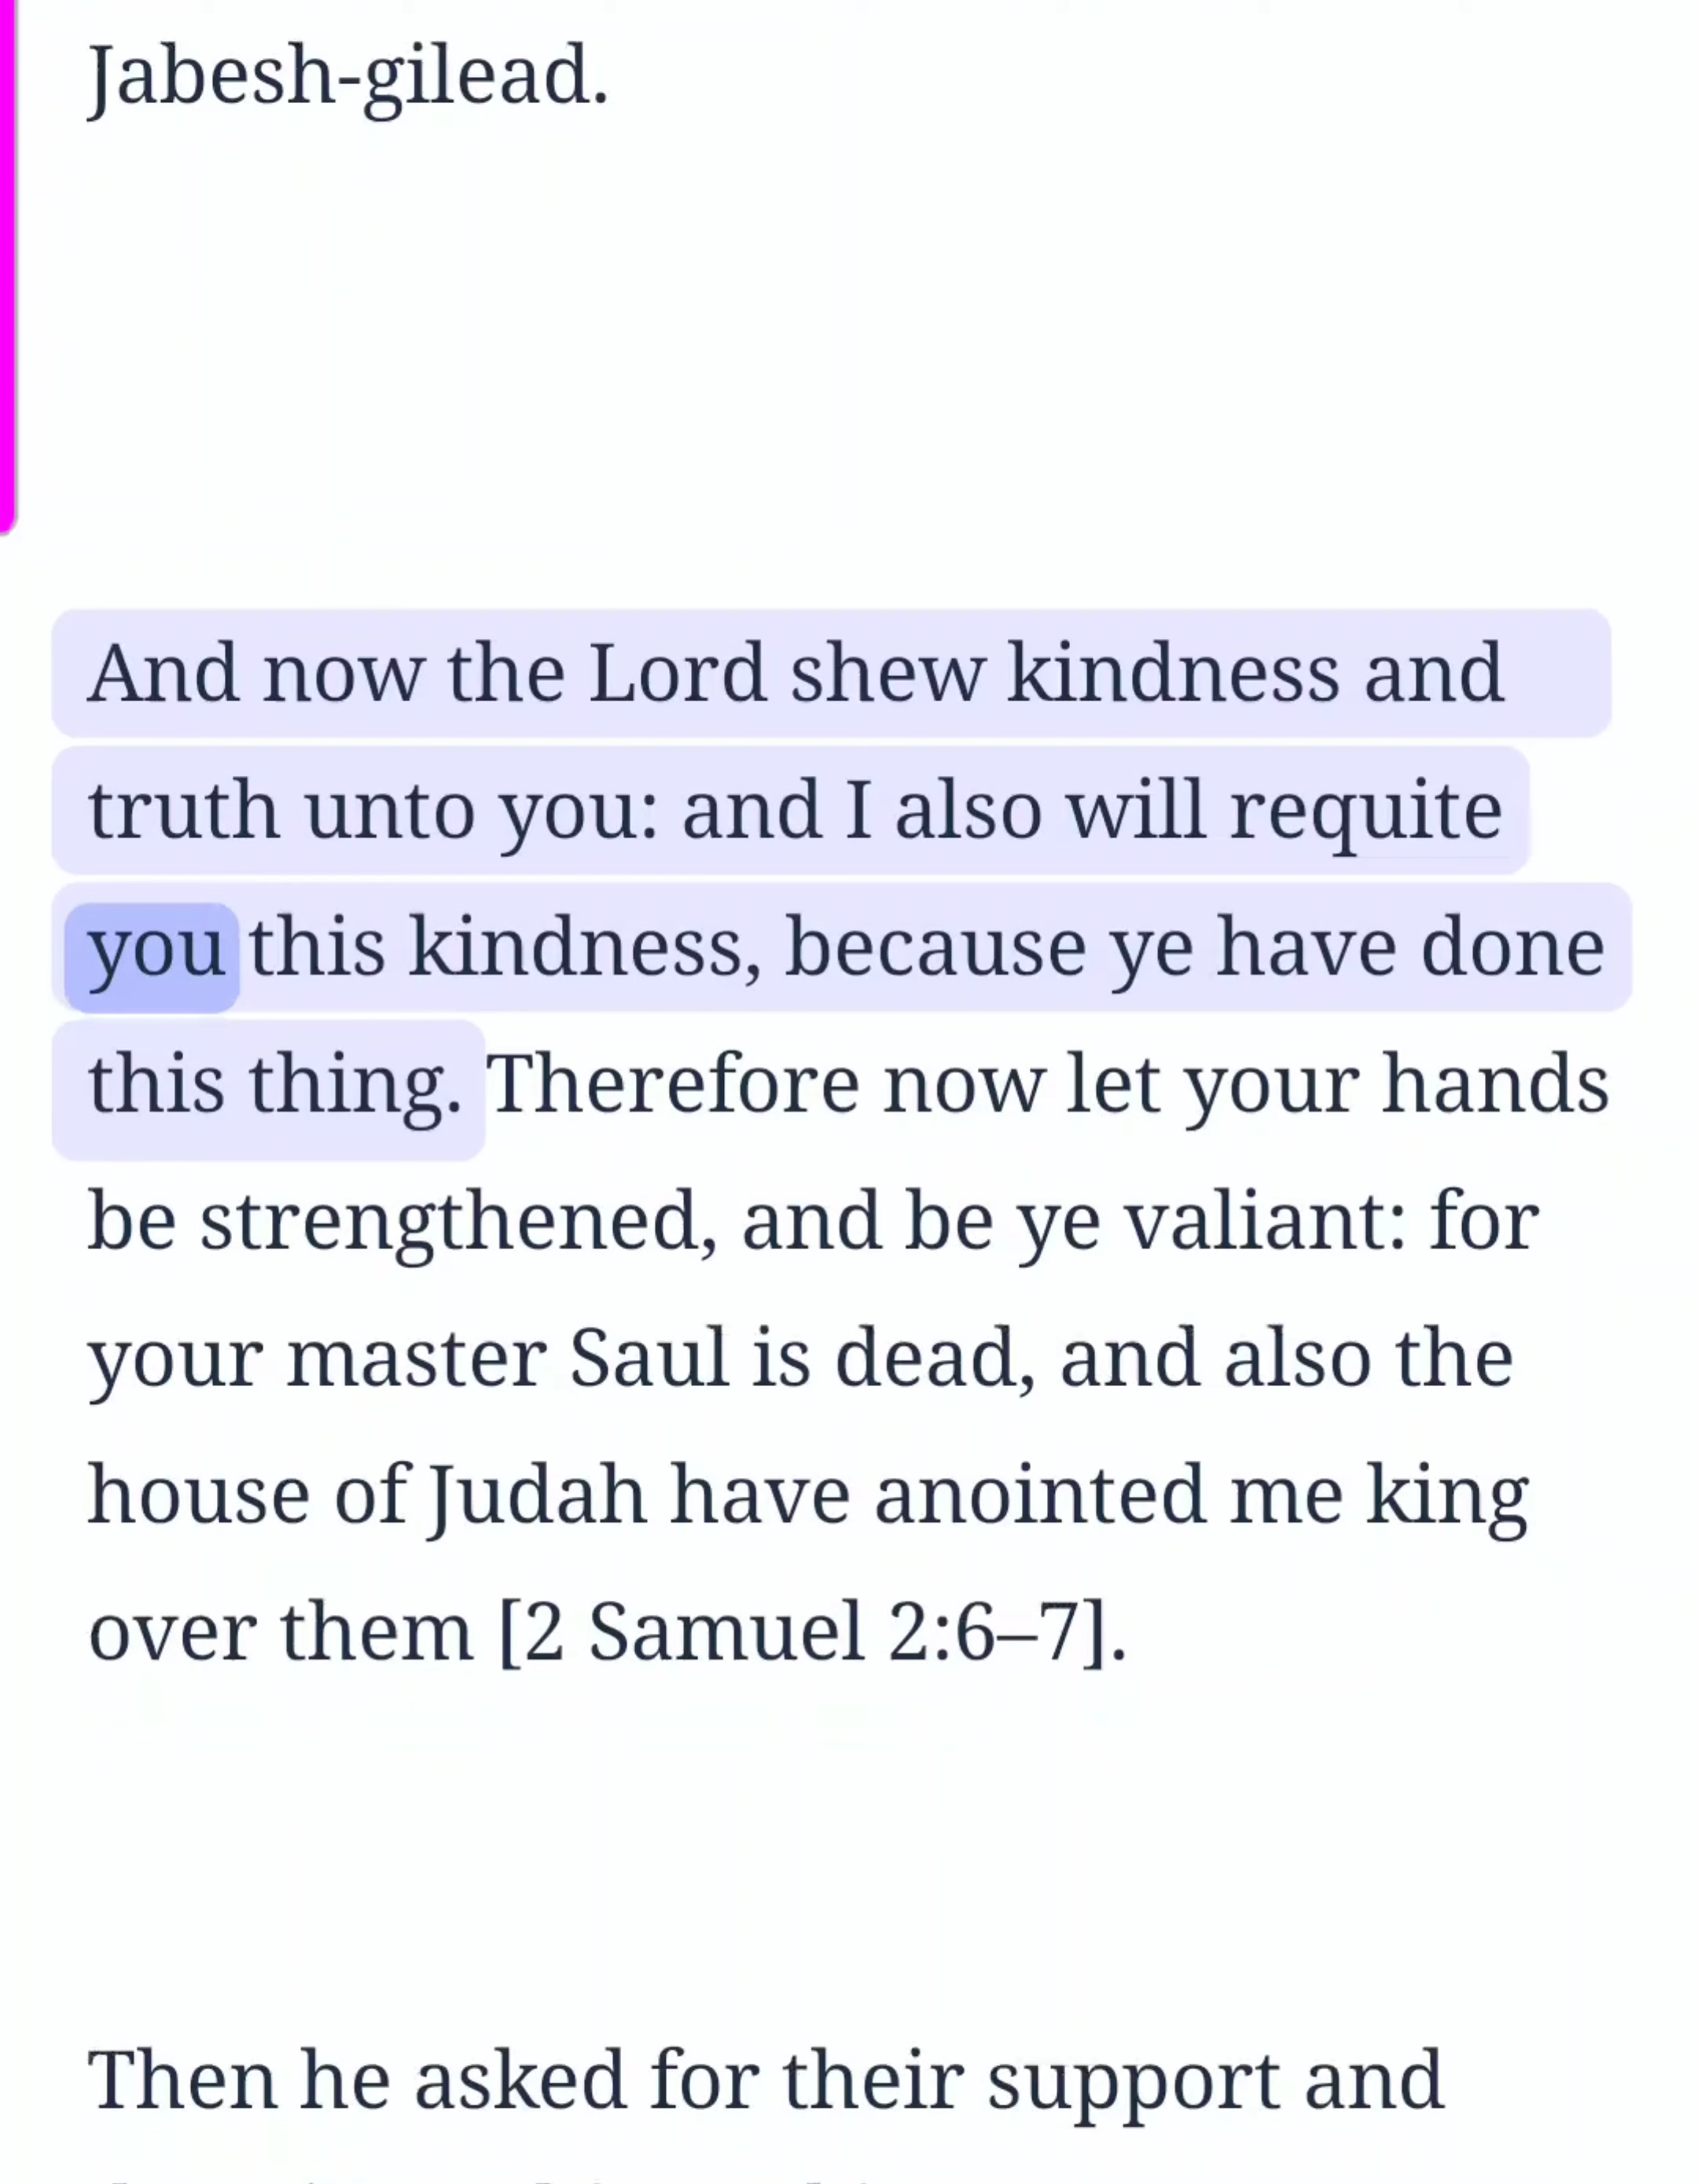 Jabesh-gilead.
And now the Lord shew kindness and
truth unto you: and I also will requite
you this kindness, because ye have done
this thing. Therefore now let your hands
be strengthened, and be ye valiant: for
your master Saul is dead, and also the
house of Judah have anointed me king
over them [2 Samuel 2:6–7].
Then he asked for their support and